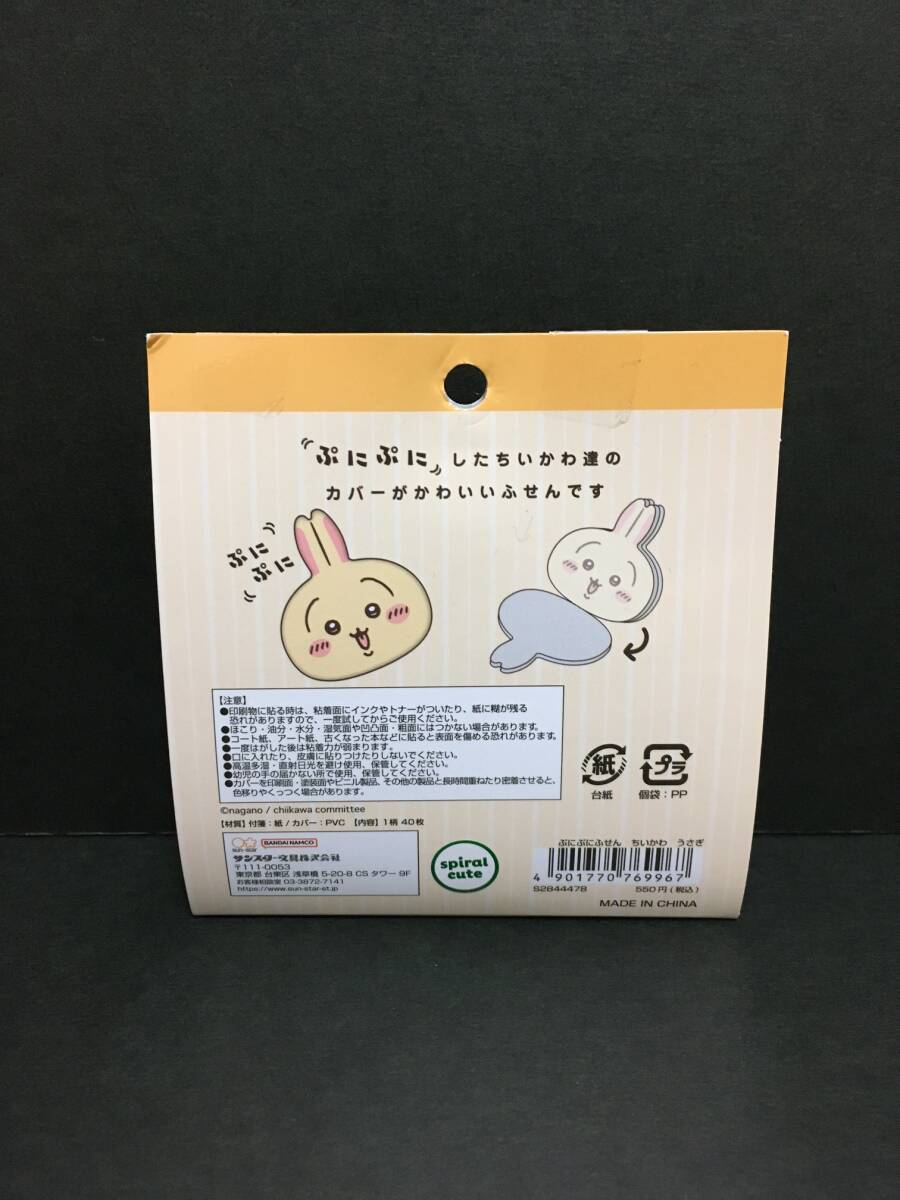 ぷにぷにしたちいかわ達の
カバーがかわいいふせんです
ぷに
ぷに
【注意】
●印刷物に貼る時は、粘着面にインクやトナーがついたり、紙に糊が残る
恐れがありますので、一度試してからご使用ください。
●ほこり・油分・水分・湿気面や凹凸面・粗面にはつかない場合があります。
●コート紙、アート紙、古くなった本などに貼ると表面を傷める恐れがあります。
●一度はがした後は粘着力が弱まります。
●口に入れたり、皮膚に貼りつけたりしないでください。
●高温多湿・直射日光を避け使用、保管してください。
●幼児の手の届かない所で使用、保管してください。
●カバーを印刷面・塗装面やビニル製品、その他の製品と長時間重ねたり密着させると、
色移りやくっつく場合があります。
紙
台紙
プラ
個袋：PP
©nagano / chiikawa committee
【材質】付箋：紙 / カバー：PVC 【内容】1柄 40枚
sun-star
BANDAI NAMCO
サンスター文具株式会社
〒111-0053
東京都 台東区 浅草橋 5-20-8 CS タワー 9F
お客様相談室 03-3872-7141
https://www.sun-star-st.jp
spiral
cute
ぷにぷにふせん ちいかわ うさぎ
4 901770 769967
S2844478 550円(税込)
MADE IN CHINA